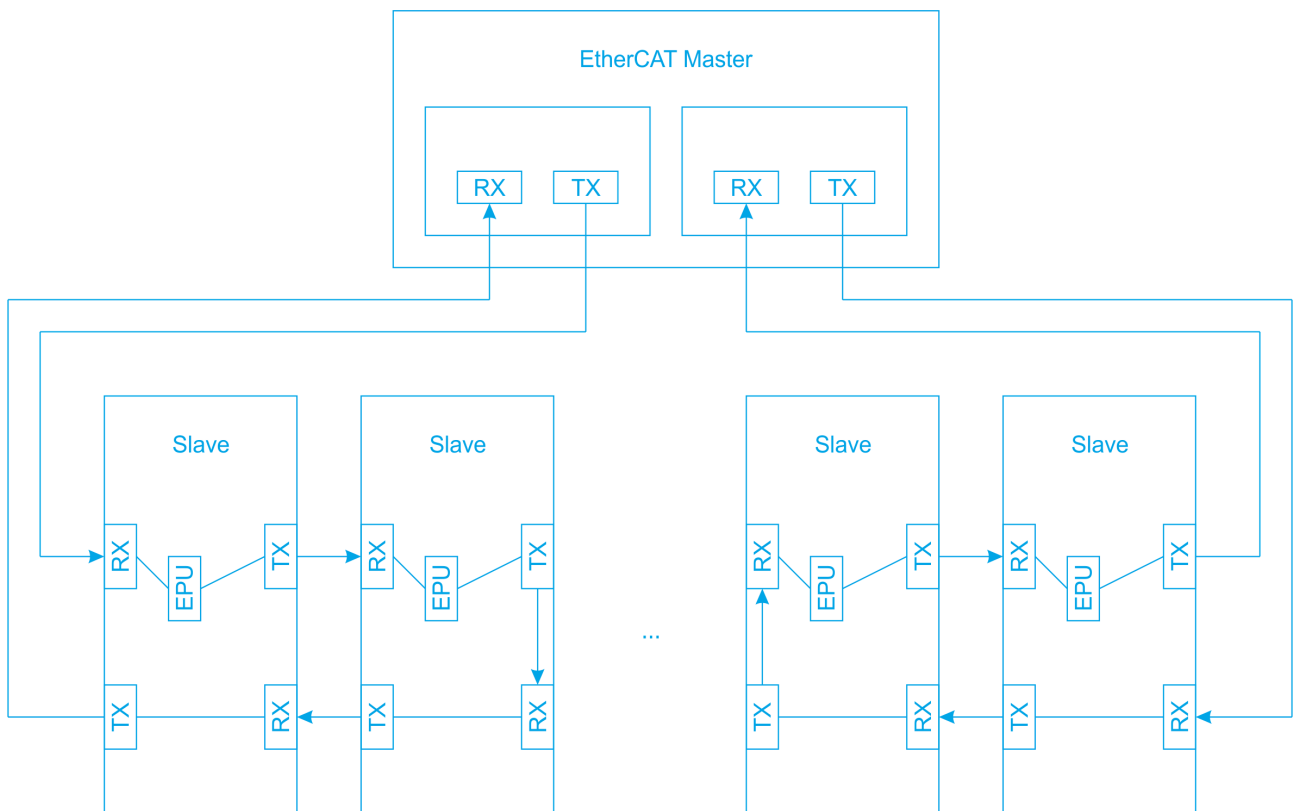 EtherCAT Master
RX TX RX TX
Slave Slave Slave Slave
RX TX RX TX RX TX RX TX
EPU EPU EPU EPU
...
TX RX TX RX TX RX TX RX